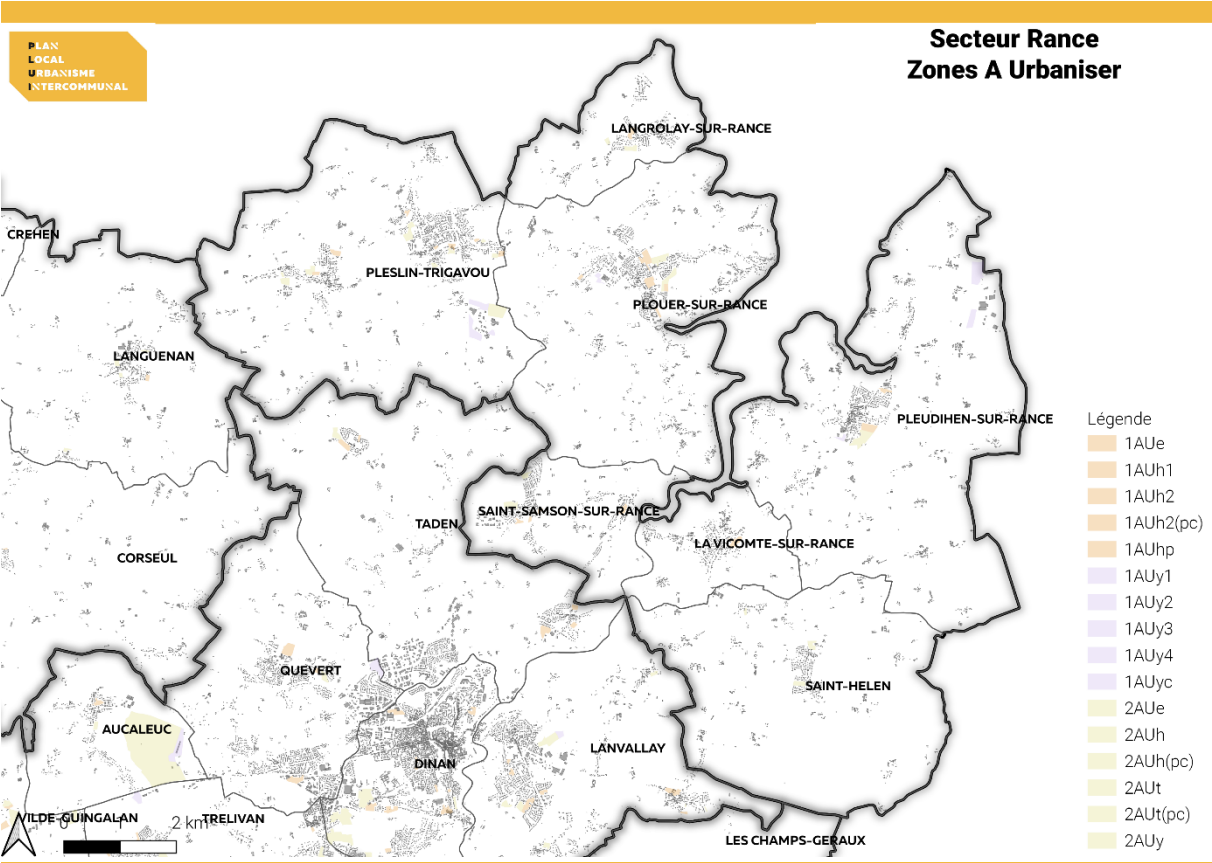 PLAN
LOCAL
URBANISME
INTERCOMMUNAL
Secteur Rance
Zones A Urbaniser
LANGROLAY-SUR-RANCE
CREHEN
PLESLIN-TRIGAVOU
PLOUER-SUR-RANCE
LANGUENAN
PLEUDIHEN-SUR-RANCE
SAINT-SAMSON-SUR-RANCE
TADEN
LA VICOMTE-SUR-RANCE
CORSEUL
QUEVERT
SAINT-HELEN
AUCALEUC
LANVALLAY
DINAN
VILDE-GUINGALAN
TRELIVAN
LES CHAMPS-GERAUX
0 1 2 km
Légende
1AUe
1AUh1
1AUh2
1AUh2(pc)
1AUhp
1AUy1
1AUy2
1AUy3
1AUy4
1AUyc
2AUe
2AUh
2AUh(pc)
2AUt
2AUt(pc)
2AUy